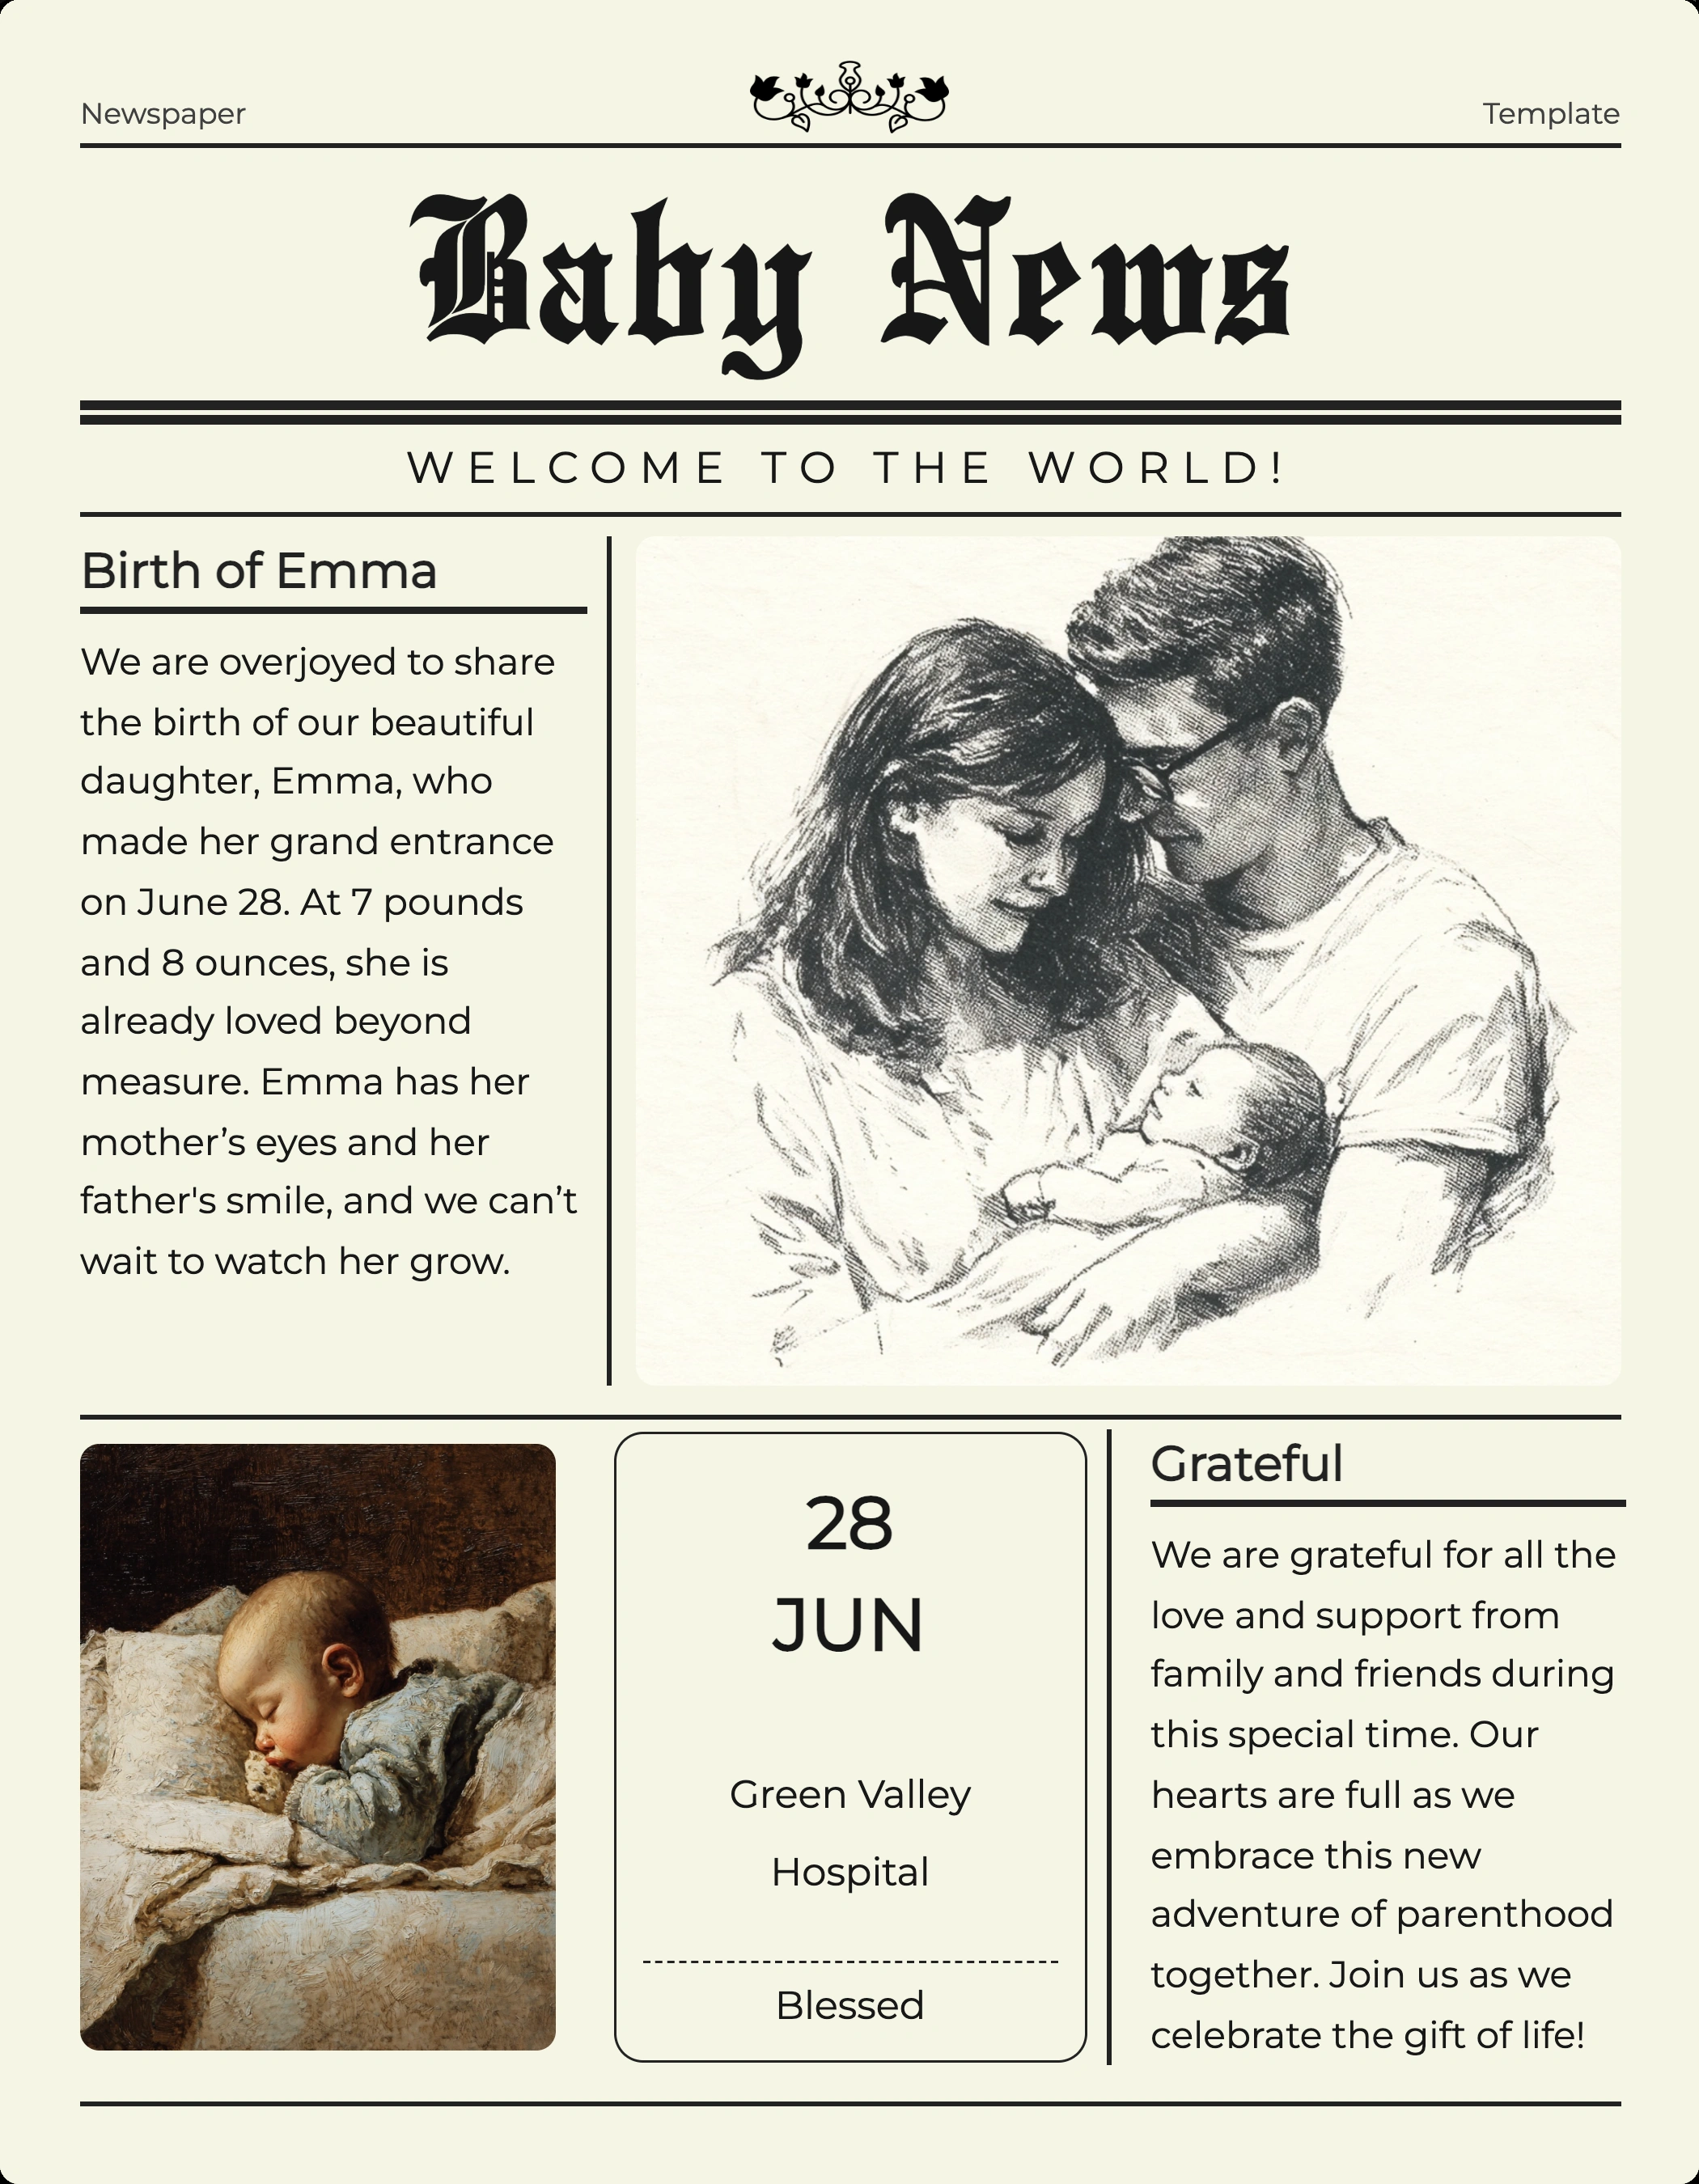 Newspaper
Template
Baby News
WELCOME TO THE WORLD!
Birth of Emma
We are overjoyed to share
the birth of our beautiful
daughter, Emma, who
made her grand entrance
on June 28. At 7 pounds
and 8 ounces, she is
already loved beyond
measure. Emma has her
mother’s eyes and her
father's smile, and we can’t
wait to watch her grow.
28
JUN
Green Valley
Hospital
Blessed
Grateful
We are grateful for all the
love and support from
family and friends during
this special time. Our
hearts are full as we
embrace this new
adventure of parenthood
together. Join us as we
celebrate the gift of life!